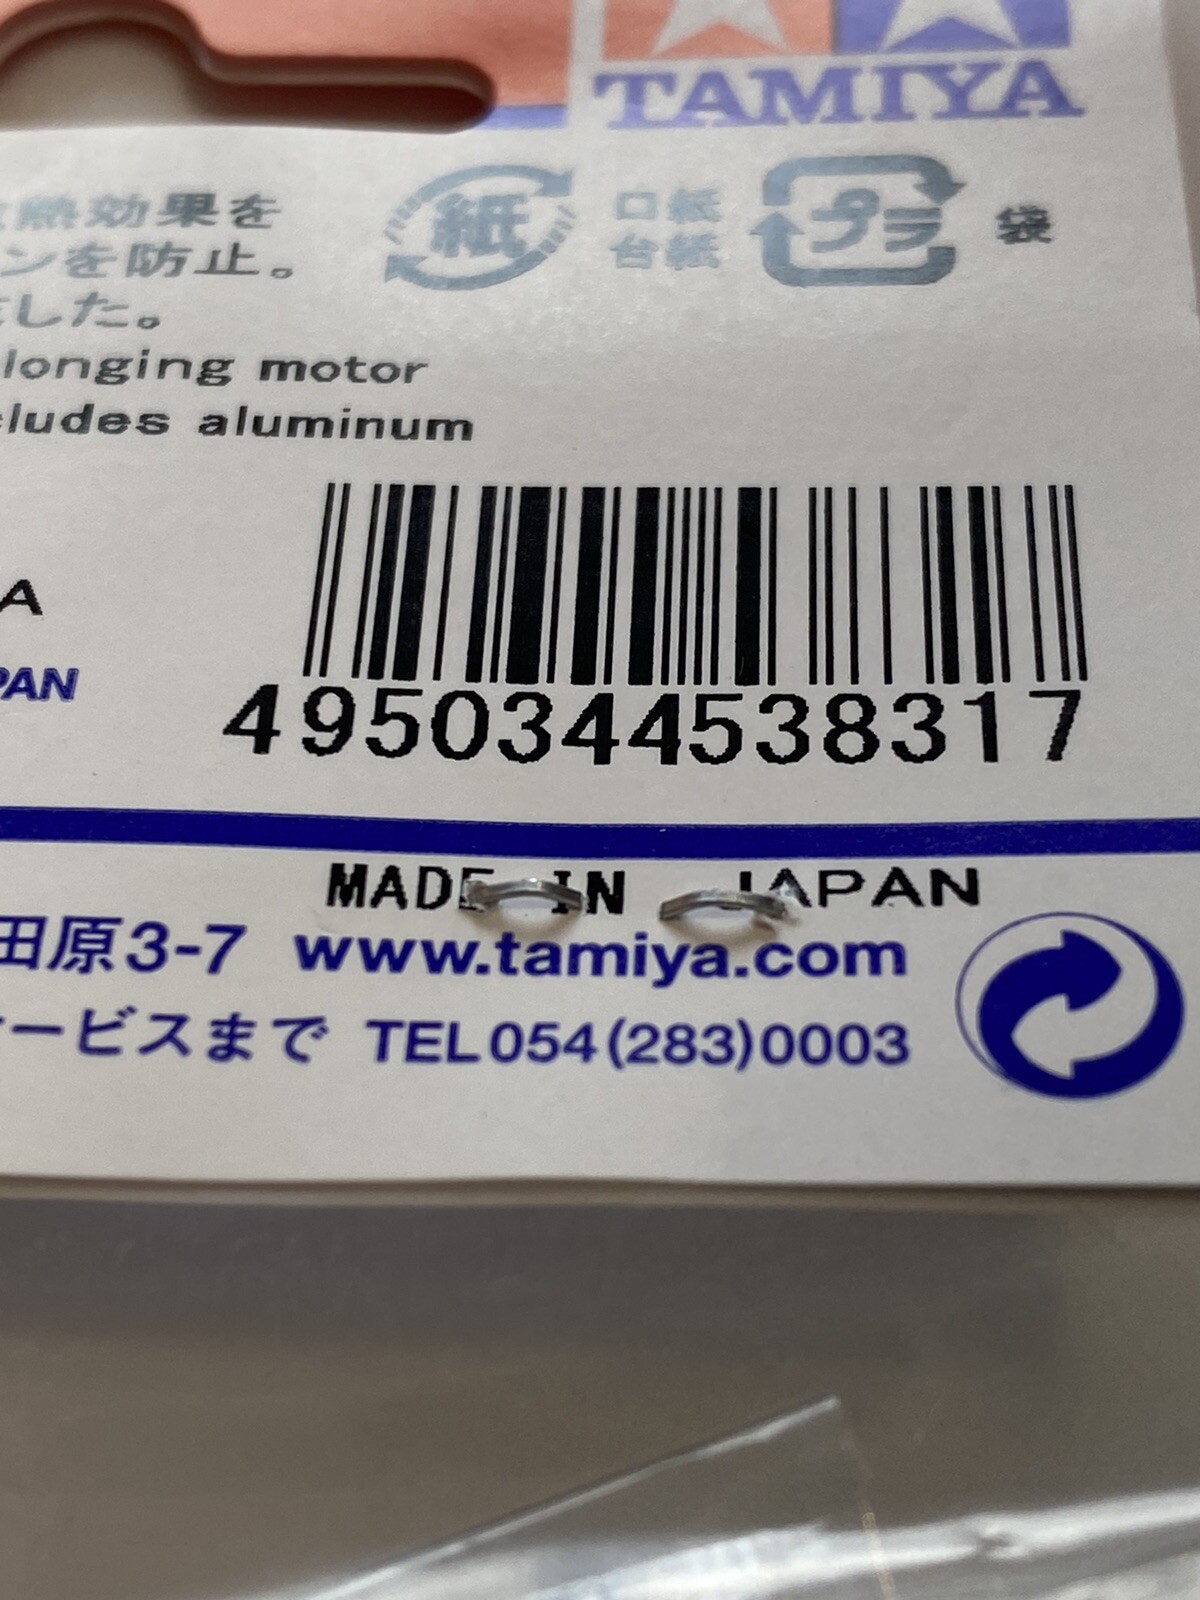 TAMIYA
熱効果を
紙
口紙
台紙
プラ
袋
ンを防止。
ました。
longing motor
cludes aluminum
A
4950344538317
PAN
MADE IN JAPAN
田原3-7 www.tamiya.com
ービスまで TEL054(283)0003